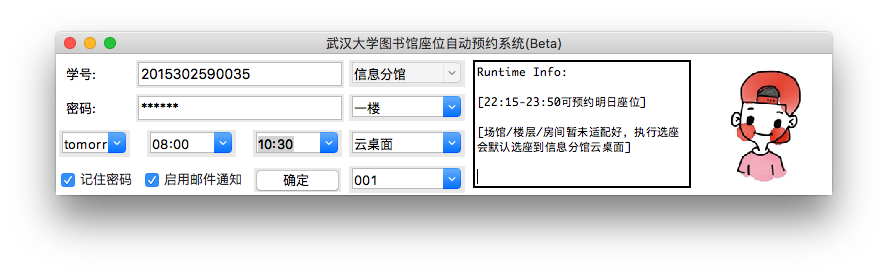 武汉大学图书馆座位自动预约系统(Beta)
学号:
2015302590035
信息分馆
密码:
******
一楼
tomorr
08:00
10:30
云桌面
记住密码
启用邮件通知
确定
001
Runtime Info:
[22:15-23:50可预约明日座位]
[场馆/楼层/房间暂未适配好，执行选座
会默认选座到信息分馆云桌面]